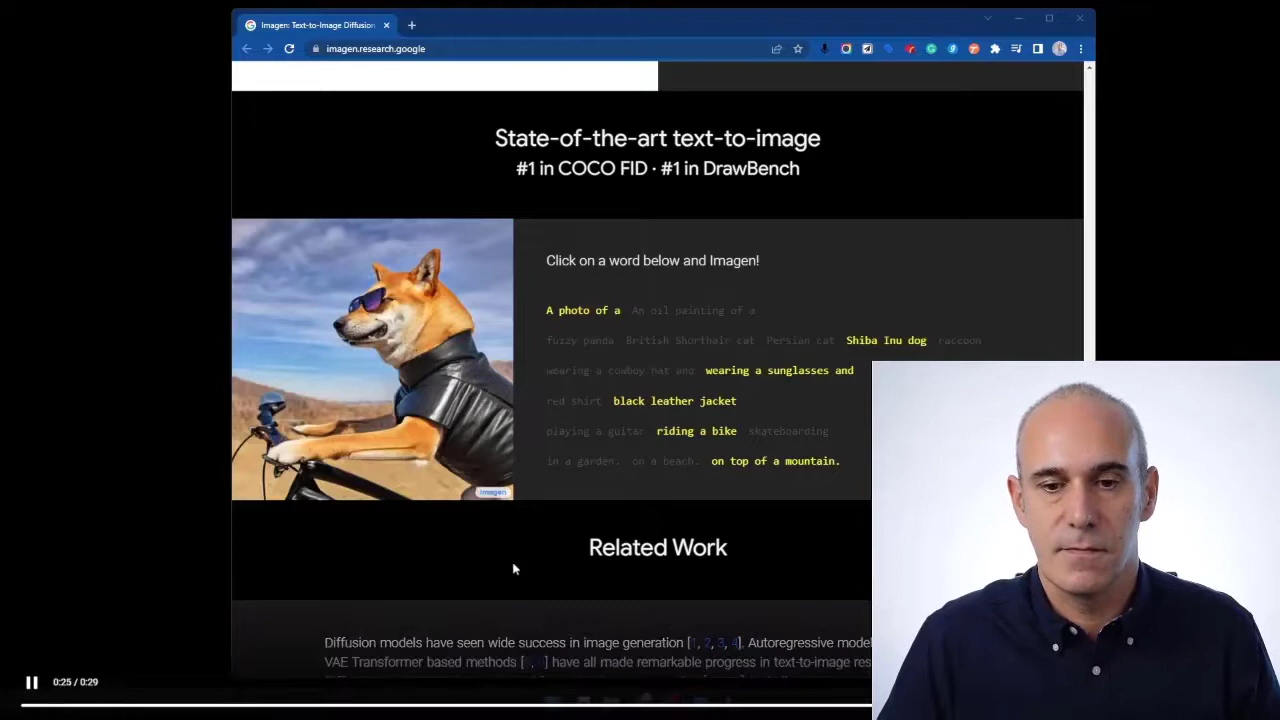 Imagen: Text-to-Image Diffusion
imagen.research.google
State-of-the-art text-to-image
#1 in COCO FID · #1 in DrawBench
Click on a word below and Imagen!
A photo of a An oil painting of a
fuzzy panda British Shorthair cat Persian cat Shiba Inu dog raccoon
wearing a cowboy hat and wearing a sunglasses and
red shirt black leather jacket
playing a guitar riding a bike skateboarding
in a garden. on a beach. on top of a mountain.
Imagen
Related Work
Diffusion models have seen wide success in image generation [1, 2, 3, 4]. Autoregressive model
VAE Transformer based methods [ , ] have all made remarkable progress in text-to-image res
0:25 / 0:29